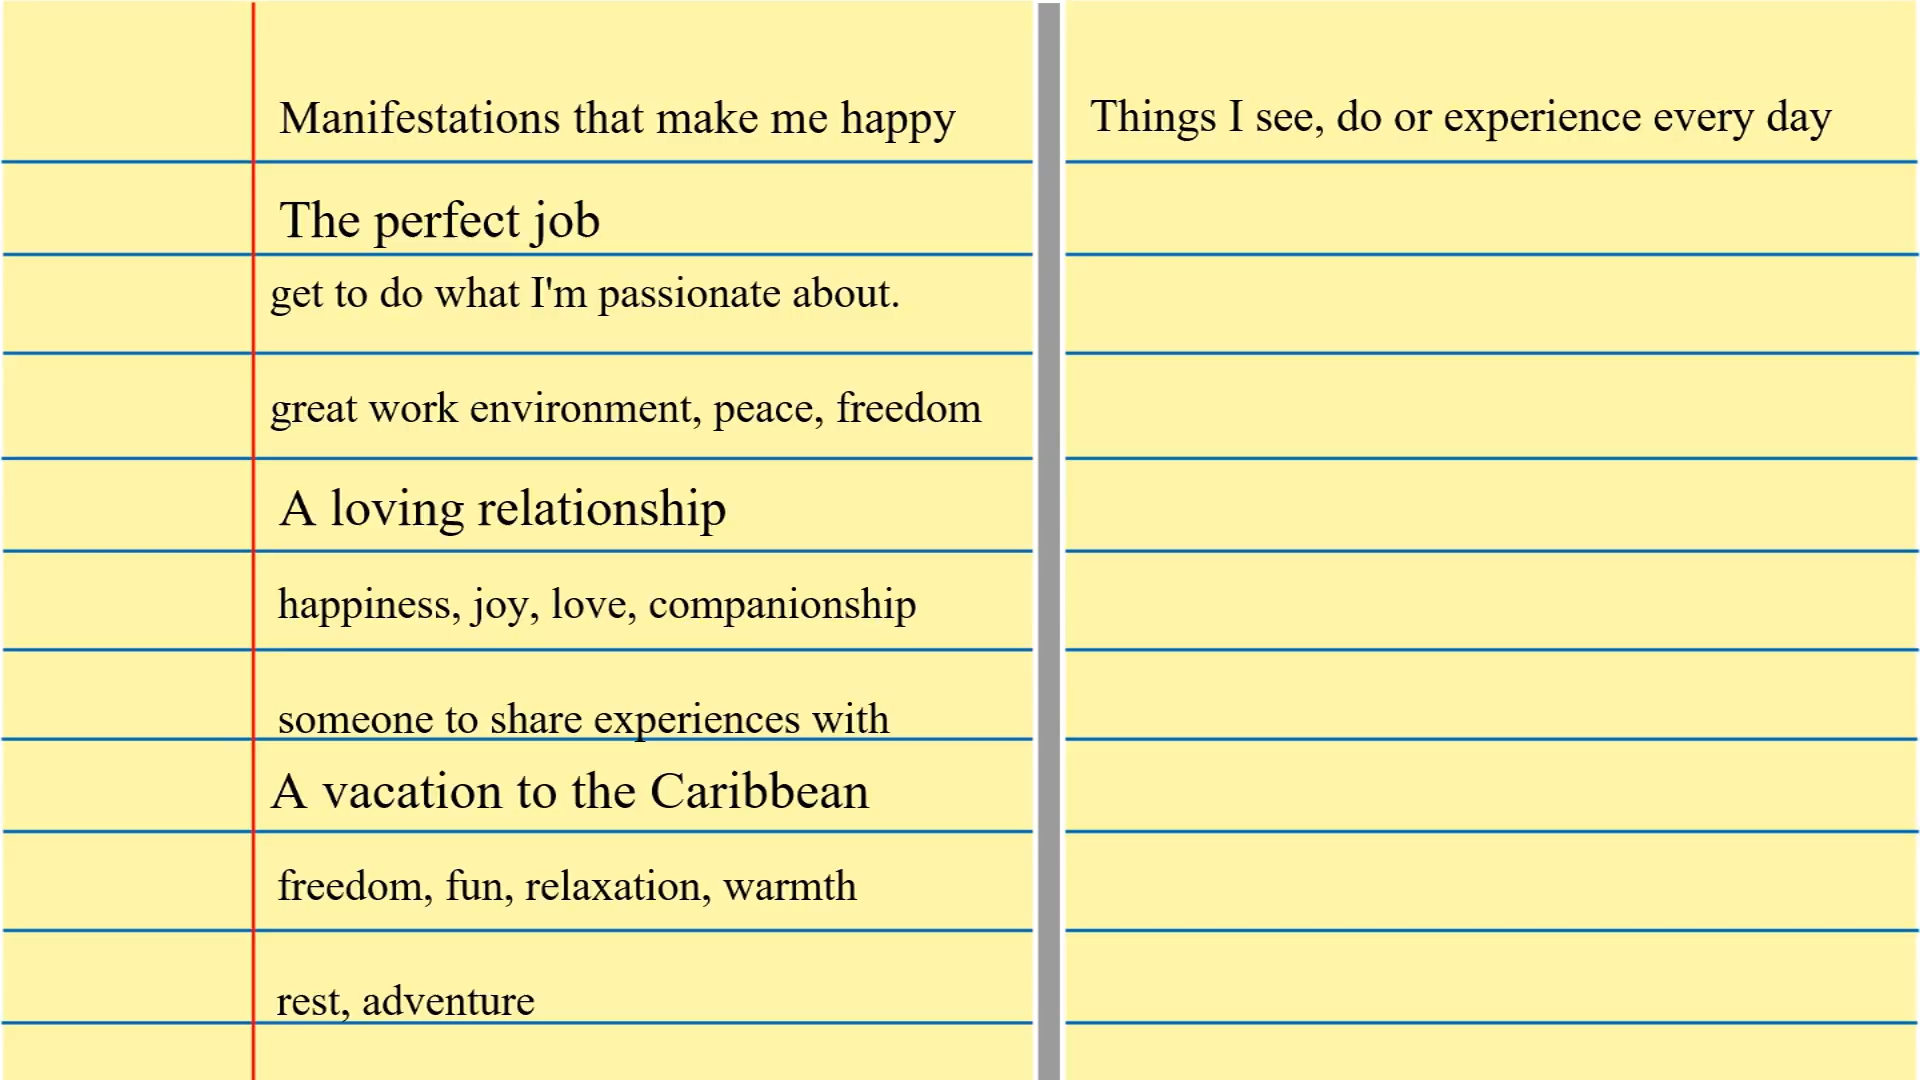 Manifestations that make me happy
The perfect job
get to do what I'm passionate about.
great work environment, peace, freedom
A loving relationship
happiness, joy, love, companionship
someone to share experiences with
A vacation to the Caribbean
freedom, fun, relaxation, warmth
rest, adventure
Things I see, do or experience every day